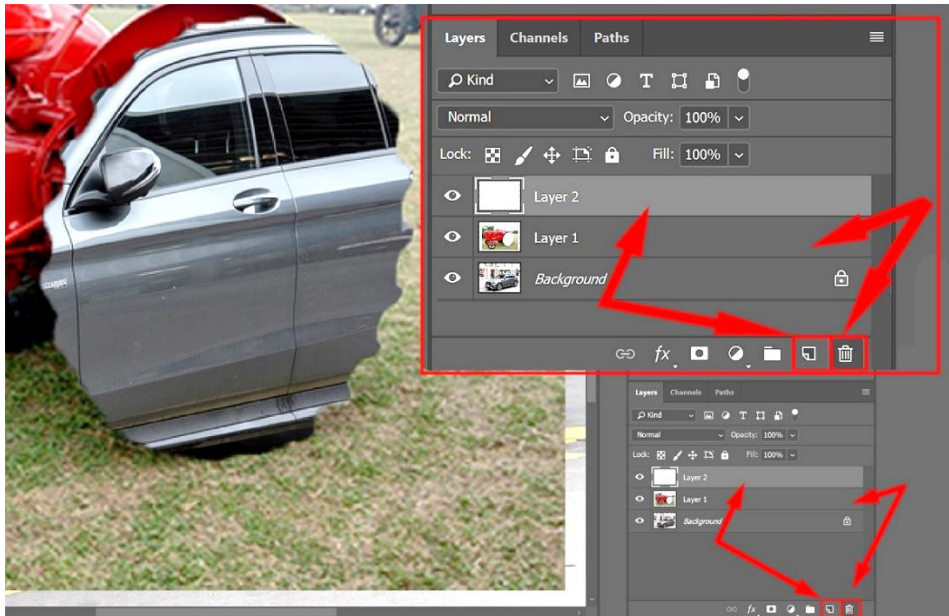 Layers Channels Paths
Kind
T
Normal Opacity: 100%
Lock: Fill: 100%
Layer 2
Layer 1
Background
fx
Layers Channels Paths
Kind
T
Normal Opacity: 100%
Lock: Fill: 100%
Layer 2
Layer 1
Background
fx